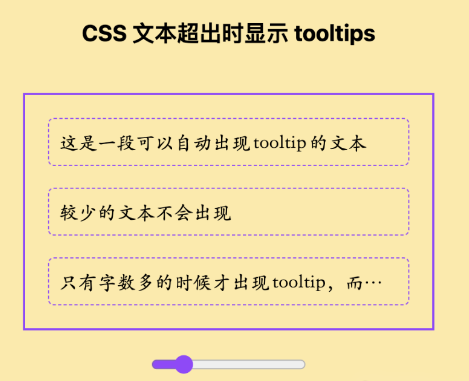 CSS 文本超出时显示 tooltips
这是一段可以自动出现tooltip的文本
较少的文本不会出现
只有字数多的时候才出现tooltip，而…